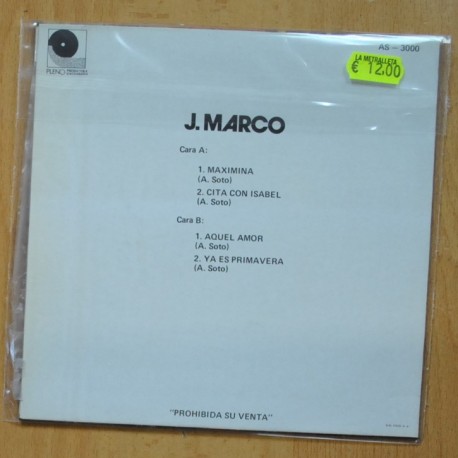 PLENO
AS - 3000
LA METRALLETA
€ 12,00
J. MARCO
Cara A:
1. MAXIMINA
(A. Soto)
2. CITA CON ISABEL
(A. Soto)
Cara B:
1. AQUEL AMOR
(A. Soto)
2. YA ES PRIMAVERA
(A. Soto)
"PROHIBIDA SU VENTA"